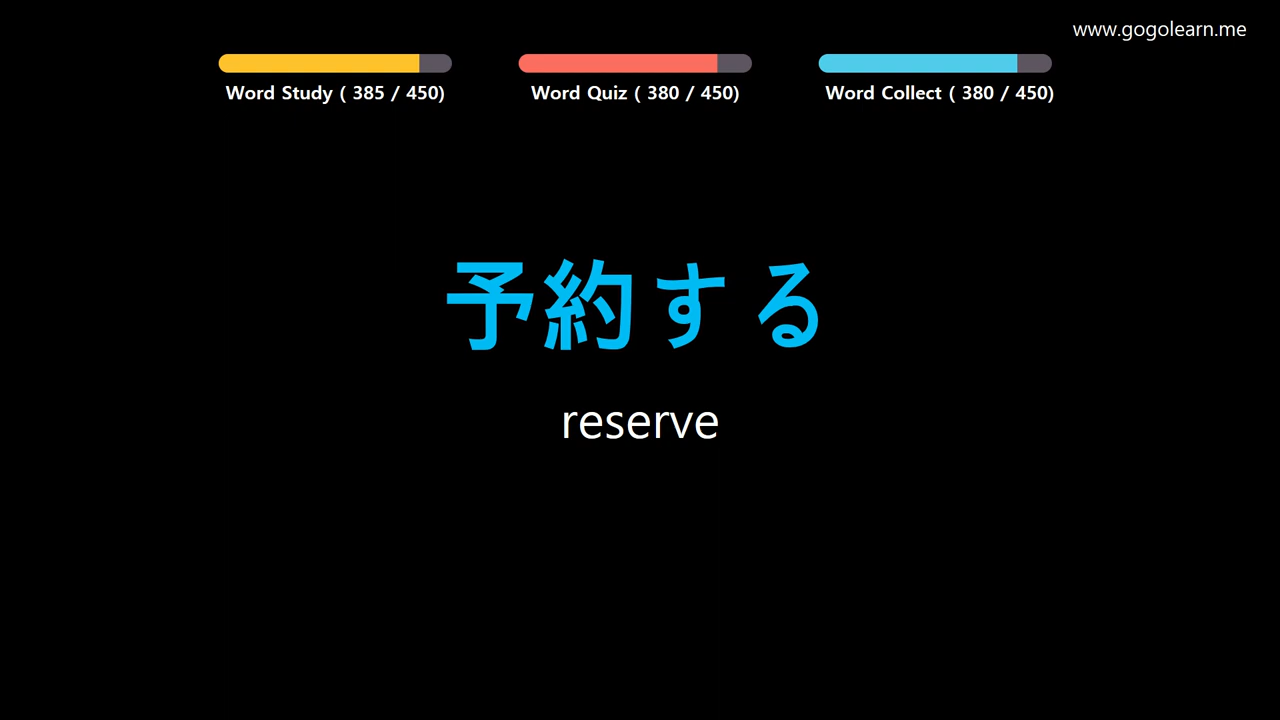 www.gogolearn.me
Word Study ( 385 / 450)
Word Quiz ( 380 / 450)
Word Collect ( 380 / 450)
予約する
reserve